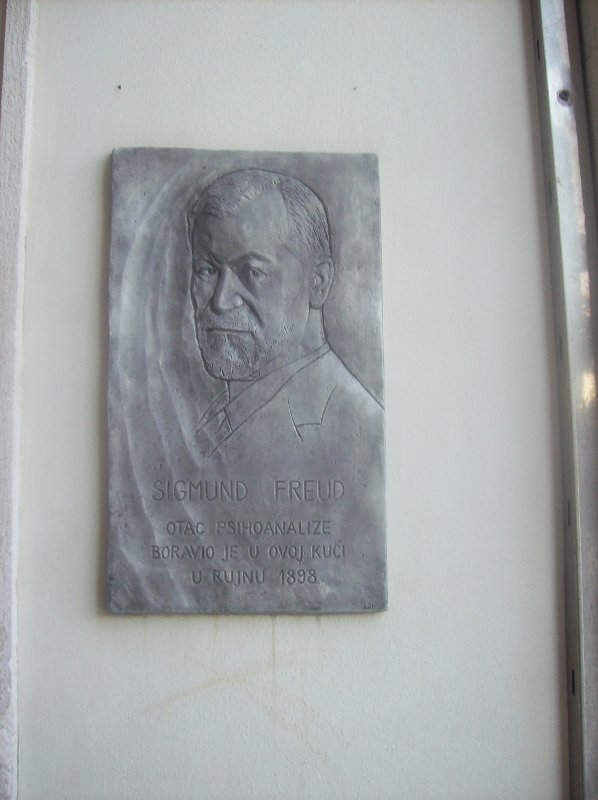 SIGMUND FREUD
OTAC PSIHOANALIZE
BORAVIO JE U OVOJ KUĆI
U RUJNU 1898